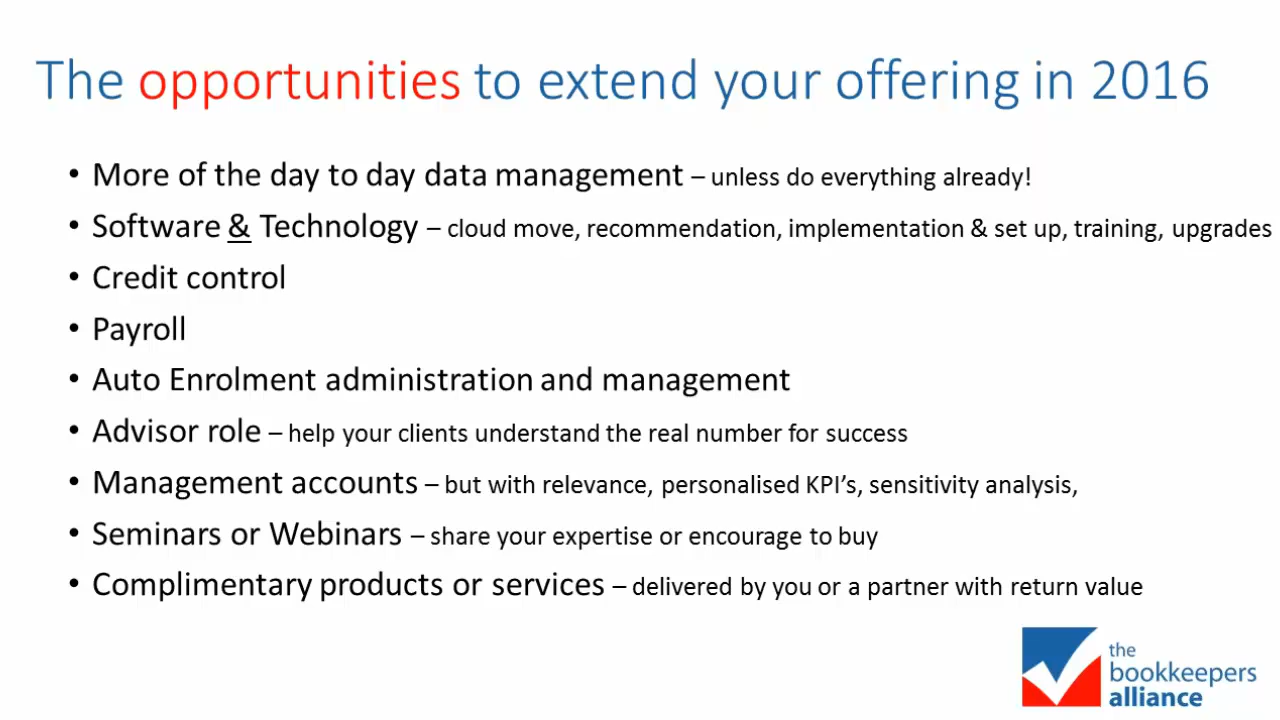 The opportunities to extend your offering in 2016
• More of the day to day data management – unless do everything already!
• Software & Technology – cloud move, recommendation, implementation & set up, training, upgrades
• Credit control
• Payroll
• Auto Enrolment administration and management
• Advisor role – help your clients understand the real number for success
• Management accounts – but with relevance, personalised KPI’s, sensitivity analysis,
• Seminars or Webinars – share your expertise or encourage to buy
• Complimentary products or services – delivered by you or a partner with return value
the
bookkeepers
alliance